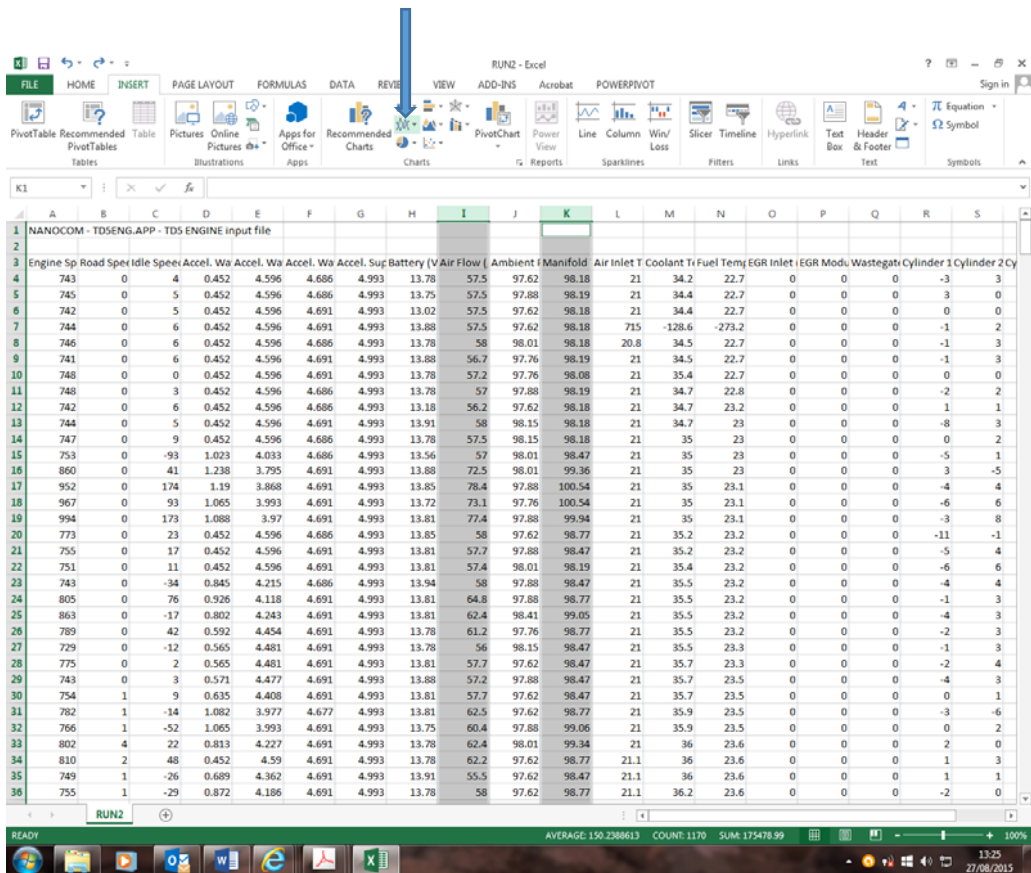 RUN2 - Excel
FILE HOME INSERT PAGE LAYOUT FORMULAS DATA VIEW ADD-INS Acrobat POWERPIVOT Sign in
PivotTable Recommended PivotTables Table Pictures Online Pictures Apps for Office Recommended Charts PivotChart Power View Line Column Win/Loss Slicer Timeline Hyperlink Text Box Header & Footer Equation Symbol
Tables Illustrations Apps Charts Reports Sparklines Filters Links Text Symbols
K1 fx
A B C D E F G H I J K L M N O P Q R S
1 NANOCOM - TD5ENG.APP - TD5 ENGINE input file
2
3 Engine Sp Road Spee Idle Speed Accel. Wa Accel. Wa Accel. Wa Accel. Sup Battery (V Air Flow ( Ambient P Manifold Air Inlet T Coolant Te Fuel Temp EGR Inlet ( EGR Modu Wastegate Cylinder 1 Cylinder 2 Cy
4 743 0 4 0.452 4.596 4.686 4.993 13.78 57.5 97.62 98.18 21 34.2 22.7 0 0 0 -3 3
5 745 0 5 0.452 4.596 4.686 4.993 13.75 57.5 97.88 98.19 21 34.4 22.7 0 0 0 3 0
6 742 0 5 0.452 4.596 4.691 4.993 13.02 57.5 97.62 98.18 21 34.4 22.7 0 0 0 0 0
7 744 0 6 0.452 4.596 4.691 4.993 13.88 57.5 97.62 98.18 715 -128.6 -273.2 0 0 0 -1 2
8 746 0 6 0.452 4.596 4.686 4.993 13.78 58 98.01 98.18 20.8 34.5 22.7 0 0 0 -1 3
9 741 0 6 0.452 4.596 4.691 4.993 13.88 56.7 97.76 98.19 21 34.5 22.7 0 0 0 -1 3
10 748 0 0 0.452 4.596 4.691 4.993 13.78 57.2 97.76 98.08 21 35.4 22.7 0 0 0 0 0
11 748 0 3 0.452 4.596 4.686 4.993 13.78 57 97.88 98.19 21 34.7 22.8 0 0 0 -2 2
12 742 0 6 0.452 4.596 4.686 4.993 13.18 56.2 97.62 98.18 21 34.7 23.2 0 0 0 1 1
13 744 0 5 0.452 4.596 4.691 4.993 13.91 58 98.15 98.18 21 34.7 23 0 0 0 -8 3
14 747 0 9 0.452 4.596 4.686 4.993 13.78 57.5 98.15 98.18 21 35 23 0 0 0 0 2
15 753 0 -93 1.023 4.033 4.686 4.993 13.56 57 98.01 98.47 21 35 23 0 0 0 -5 1
16 860 0 41 1.238 3.795 4.691 4.993 13.88 72.5 98.01 99.36 21 35 23 0 0 0 3 -5
17 952 0 174 1.19 3.868 4.691 4.993 13.85 78.4 97.88 100.54 21 35 23.1 0 0 0 -4 4
18 967 0 93 1.065 3.993 4.691 4.993 13.72 73.1 97.76 100.54 21 35 23.1 0 0 0 -6 6
19 994 0 173 1.088 3.97 4.691 4.993 13.81 77.4 97.88 99.94 21 35 23.1 0 0 0 -3 8
20 773 0 23 0.452 4.596 4.686 4.993 13.85 58 97.62 98.77 21 35.2 23.2 0 0 0 -11 -1
21 755 0 17 0.452 4.596 4.691 4.993 13.81 57.7 97.88 98.47 21 35.2 23.2 0 0 0 -5 4
22 751 0 11 0.452 4.596 4.691 4.993 13.81 57.4 98.01 98.19 21 35.4 23.2 0 0 0 -6 6
23 743 0 -34 0.845 4.215 4.686 4.993 13.94 58 97.88 98.47 21 35.5 23.2 0 0 0 -4 4
24 805 0 76 0.926 4.118 4.691 4.993 13.81 64.8 97.88 98.77 21 35.5 23.2 0 0 0 -1 3
25 863 0 -17 0.802 4.243 4.691 4.993 13.81 62.4 98.41 99.05 21 35.5 23.2 0 0 0 -4 3
26 789 0 42 0.592 4.454 4.691 4.993 13.78 61.2 97.76 98.77 21 35.5 23.2 0 0 0 -2 3
27 729 0 -12 0.565 4.481 4.691 4.993 13.78 56 98.15 98.47 21 35.5 23.3 0 0 0 -1 3
28 775 0 2 0.565 4.481 4.691 4.993 13.81 57.7 97.62 98.47 21 35.7 23.3 0 0 0 -2 4
29 743 0 3 0.571 4.477 4.691 4.993 13.88 57.2 97.88 98.47 21 35.7 23.5 0 0 0 -4 3
30 754 1 9 0.635 4.408 4.691 4.993 13.81 57.7 97.62 98.47 21 35.7 23.5 0 0 0 0 1
31 782 1 -14 1.082 3.977 4.677 4.993 13.81 62.5 97.62 98.77 21 35.9 23.5 0 0 0 -3 -6
32 766 1 -52 1.065 3.993 4.691 4.993 13.75 60.4 97.88 99.06 21 35.9 23.5 0 0 0 0 2
33 802 4 22 0.813 4.227 4.691 4.993 13.78 62.4 98.01 99.34 21 36 23.6 0 0 0 2 0
34 810 2 48 0.452 4.59 4.691 4.993 13.78 62.2 97.62 98.77 21.1 36 23.6 0 0 0 1 3
35 749 1 -26 0.689 4.362 4.691 4.993 13.91 55.5 97.62 98.47 21 36 23.6 0 0 0 1 1
36 755 1 -29 0.872 4.186 4.691 4.993 13.78 58 97.62 98.77 21.1 36.2 23.6 0 0 0 -2 0
RUN2
READY AVERAGE: 150.2388613 COUNT: 1170 SUM: 175478.99 100%
13:25
27/08/2015